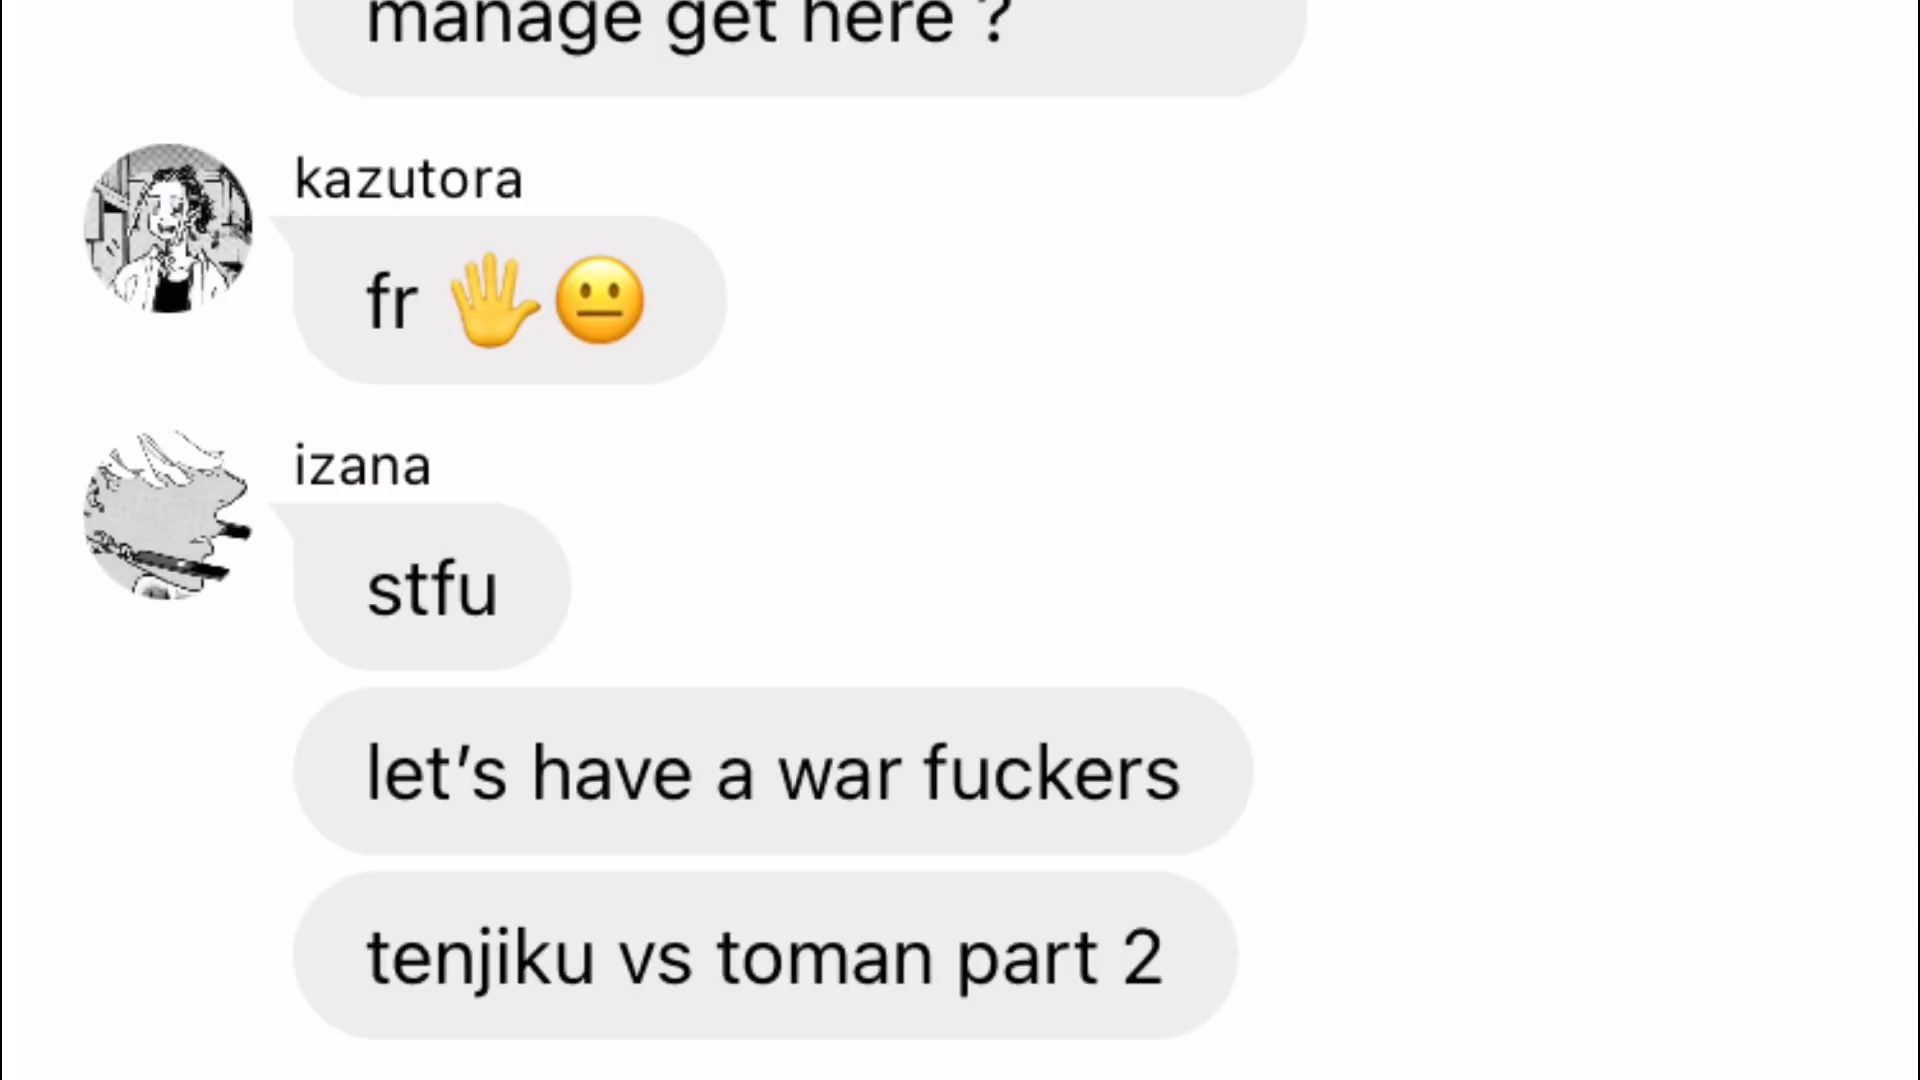 manage get here ?
kazutora
fr 🖐😐
izana
stfu
let’s have a war fuckers
tenjiku vs toman part 2